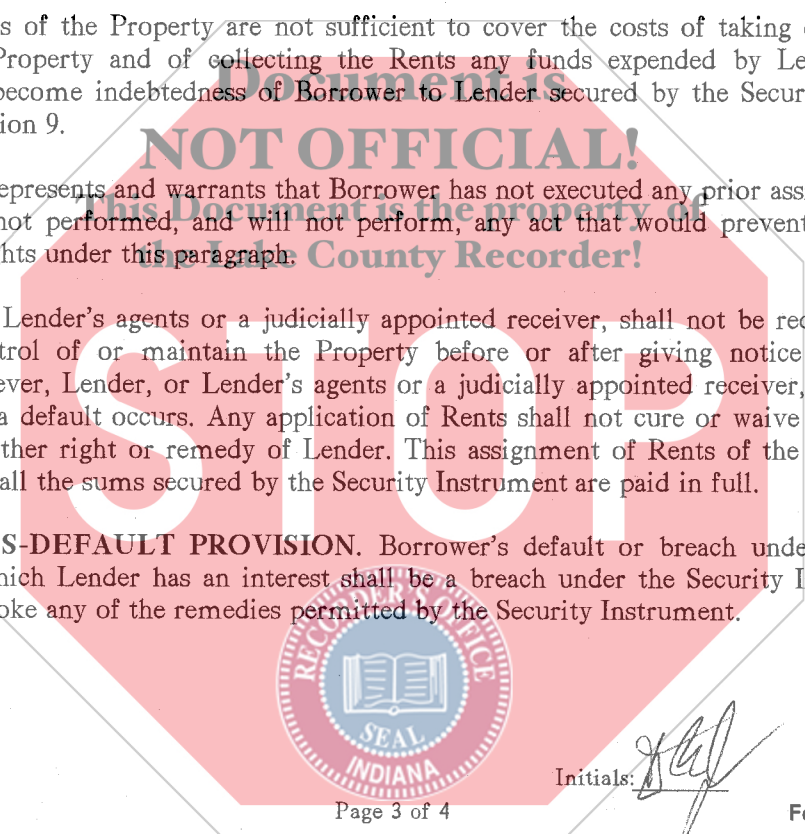 s of the Property are not sufficient to cover the costs of taking
Property and of collecting the Rents any funds expended by Le
become indebtedness of Borrower to Lender secured by the Secur
ion 9.
Document is
NOT OFFICIAL!
This Document is the property of
the Lake County Recorder!
epresents and warrants that Borrower has not executed any prior ass
not performed, and will not perform, any act that would prevent
hts under this paragraph.
STOP
Lender's agents or a judicially appointed receiver, shall not be req
trol of or maintain the Property before or after giving notice
ever, Lender, or Lender's agents or a judicially appointed receiver,
a default occurs. Any application of Rents shall not cure or waive
ther right or remedy of Lender. This assignment of Rents of the
all the sums secured by the Security Instrument are paid in full.
S-DEFAULT PROVISION. Borrower's default or breach unde
hich Lender has an interest shall be a breach under the Security I
oke any of the remedies permitted by the Security Instrument.
RECORDER'S OFFICE
SEAL
INDIANA
Initials:
Page 3 of 4
Fo